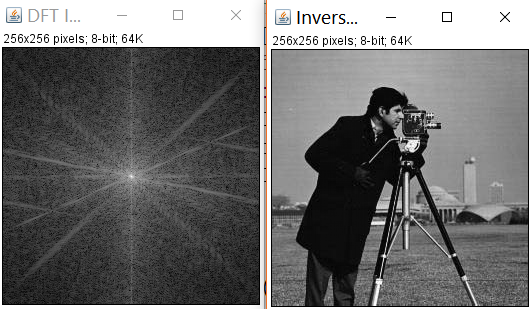 DFT I...
256x256 pixels; 8-bit; 64K
Invers...
256x256 pixels; 8-bit; 64K